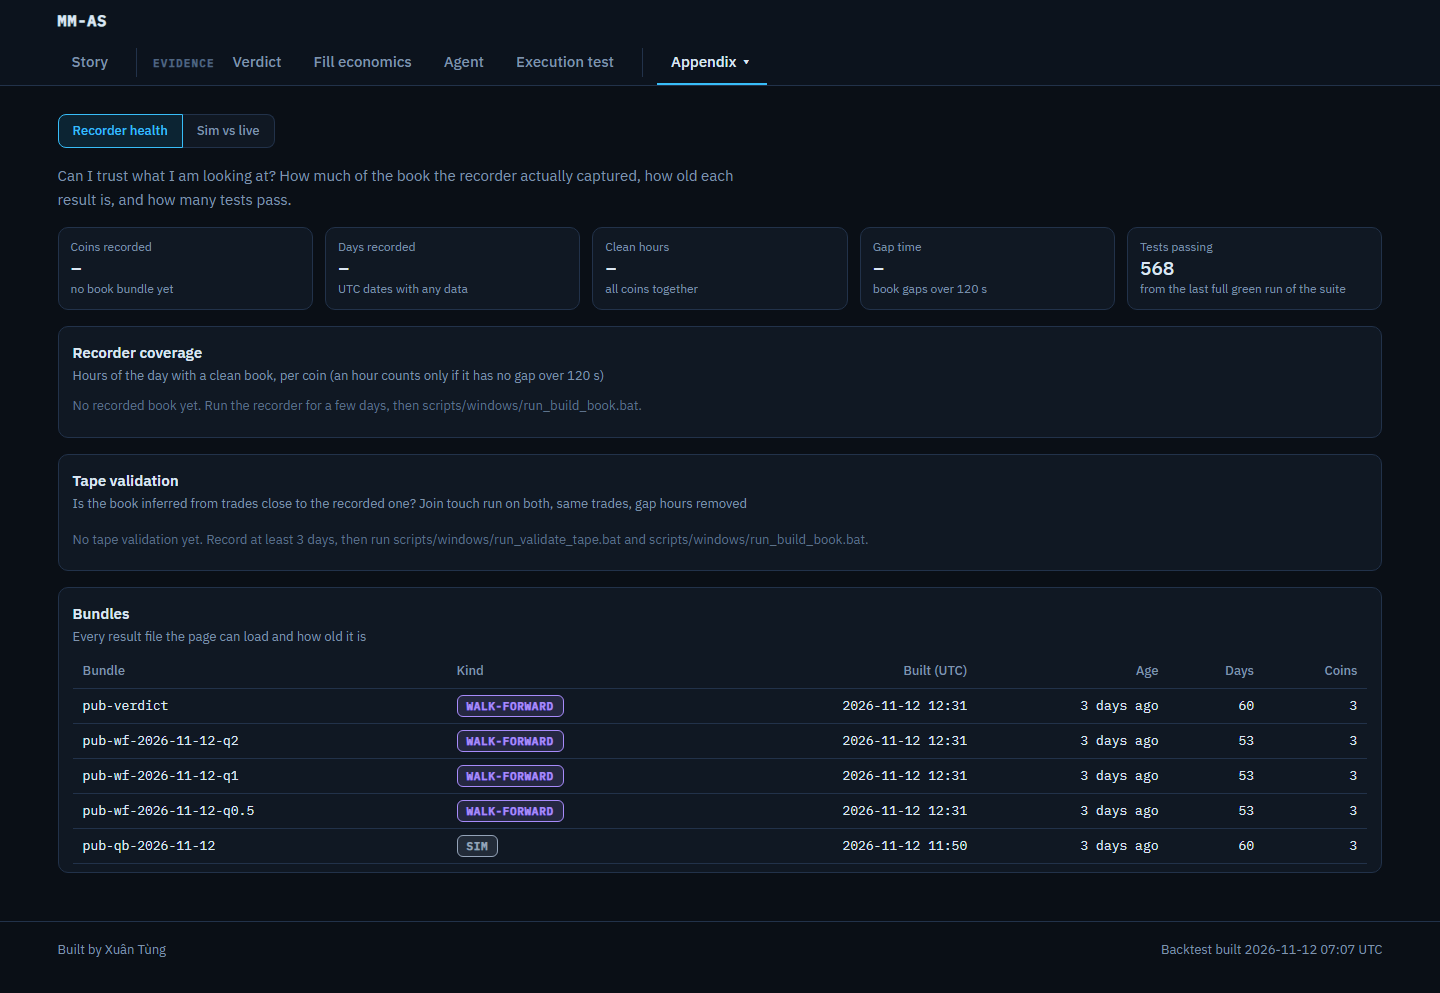 MM-AS
Story EVIDENCE Verdict Fill economics Agent Execution test Appendix ▾
Recorder health Sim vs live
Can I trust what I am looking at? How much of the book the recorder actually captured, how old each
result is, and how many tests pass.
Coins recorded
–
no book bundle yet
Days recorded
–
UTC dates with any data
Clean hours
–
all coins together
Gap time
–
book gaps over 120 s
Tests passing
568
from the last full green run of the suite
Recorder coverage
Hours of the day with a clean book, per coin (an hour counts only if it has no gap over 120 s)
No recorded book yet. Run the recorder for a few days, then scripts/windows/run_build_book.bat.
Tape validation
Is the book inferred from trades close to the recorded one? Join touch run on both, same trades, gap hours removed
No tape validation yet. Record at least 3 days, then run scripts/windows/run_validate_tape.bat and scripts/windows/run_build_book.bat.
Bundles
Every result file the page can load and how old it is
Bundle Kind Built (UTC) Age Days Coins
pub-verdict WALK-FORWARD 2026-11-12 12:31 3 days ago 60 3
pub-wf-2026-11-12-q2 WALK-FORWARD 2026-11-12 12:31 3 days ago 53 3
pub-wf-2026-11-12-q1 WALK-FORWARD 2026-11-12 12:31 3 days ago 53 3
pub-wf-2026-11-12-q0.5 WALK-FORWARD 2026-11-12 12:31 3 days ago 53 3
pub-qb-2026-11-12 SIM 2026-11-12 11:50 3 days ago 60 3
Built by Xuân Tùng Backtest built 2026-11-12 07:07 UTC